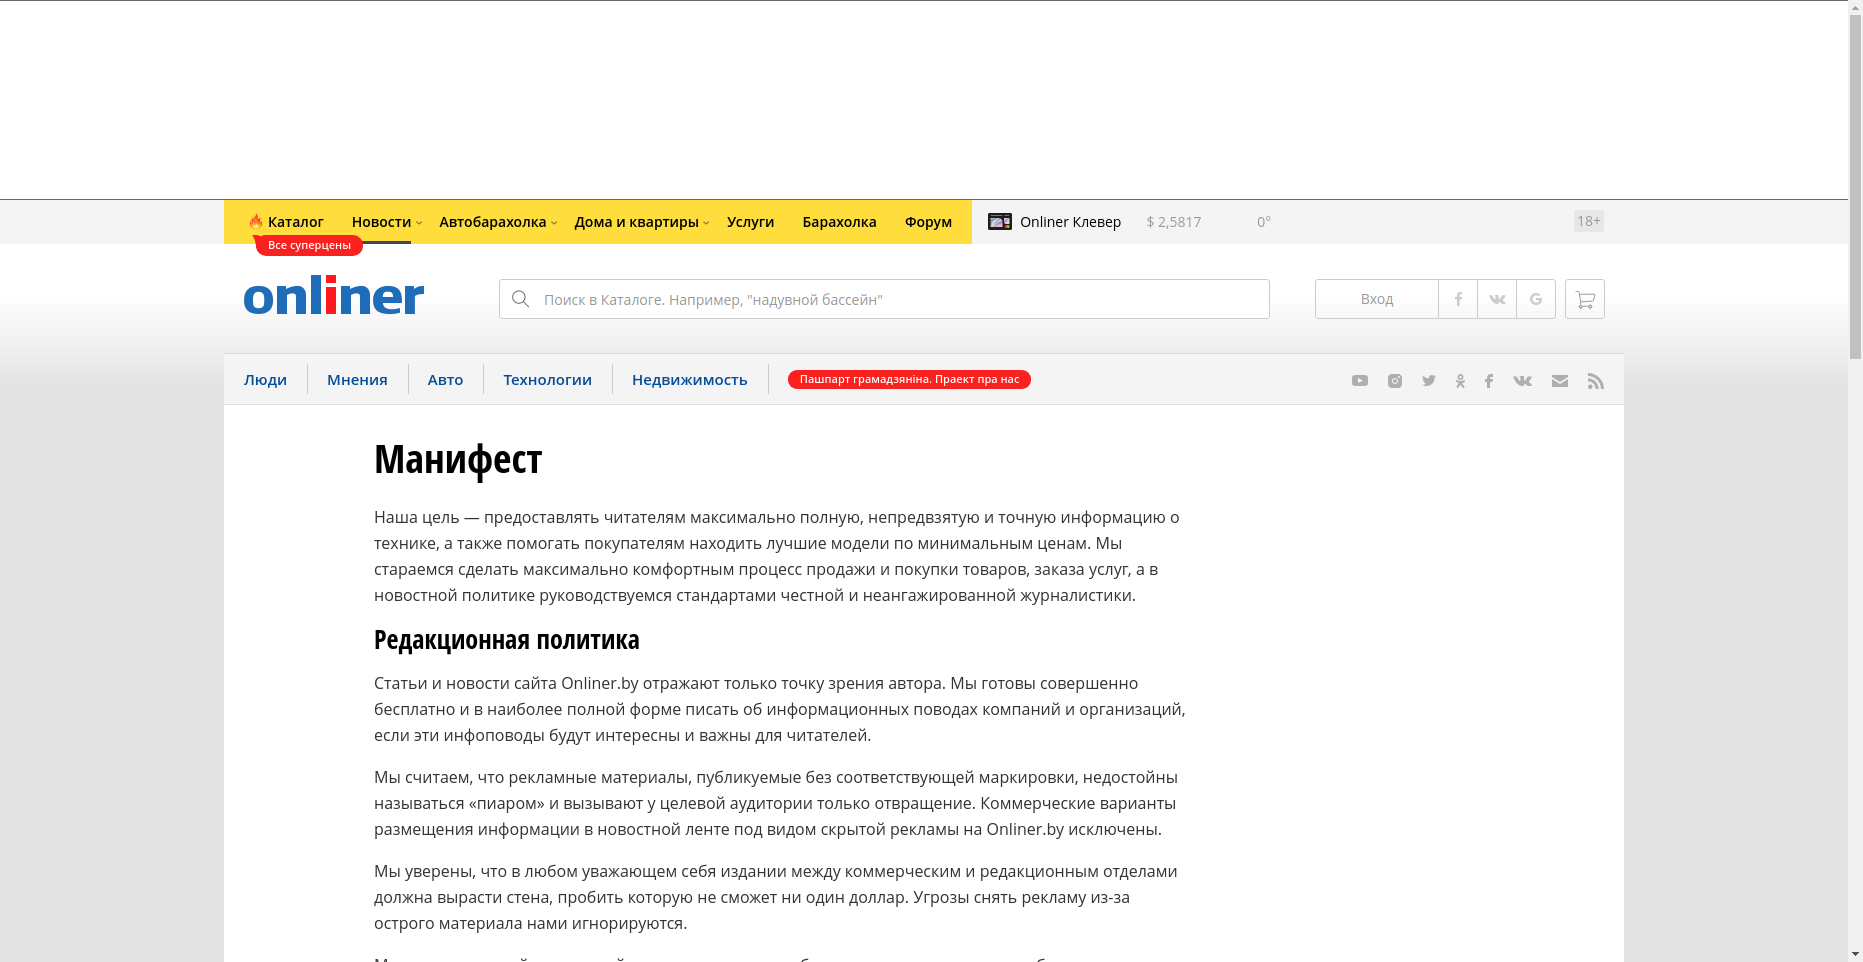 Каталог Новости Автобарахолка Дома и квартиры Услуги Барахолка Форум Onliner Клевер $ 2,5817 0° 18+
Все суперцены
onliner
Поиск в Каталоге. Например, "надувной бассейн"
Вход
Люди Мнения Авто Технологии Недвижимость Пашпарт грамадзяніна. Праект пра нас
Манифест
Наша цель — предоставлять читателям максимально полную, непредвзятую и точную информацию о
технике, а также помогать покупателям находить лучшие модели по минимальным ценам. Мы
стараемся сделать максимально комфортным процесс продажи и покупки товаров, заказа услуг, а в
новостной политике руководствуемся стандартами честной и неангажированной журналистики.
Редакционная политика
Статьи и новости сайта Onliner.by отражают только точку зрения автора. Мы готовы совершенно
бесплатно и в наиболее полной форме писать об информационных поводах компаний и организаций,
если эти инфоповоды будут интересны и важны для читателей.
Мы считаем, что рекламные материалы, публикуемые без соответствующей маркировки, недостойны
называться «пиаром» и вызывают у целевой аудитории только отвращение. Коммерческие варианты
размещения информации в новостной ленте под видом скрытой рекламы на Onliner.by исключены.
Мы уверены, что в любом уважающем себя издании между коммерческим и редакционным отделами
должна вырасти стена, пробить которую не сможет ни один доллар. Угрозы снять рекламу из-за
острого материала нами игнорируются.